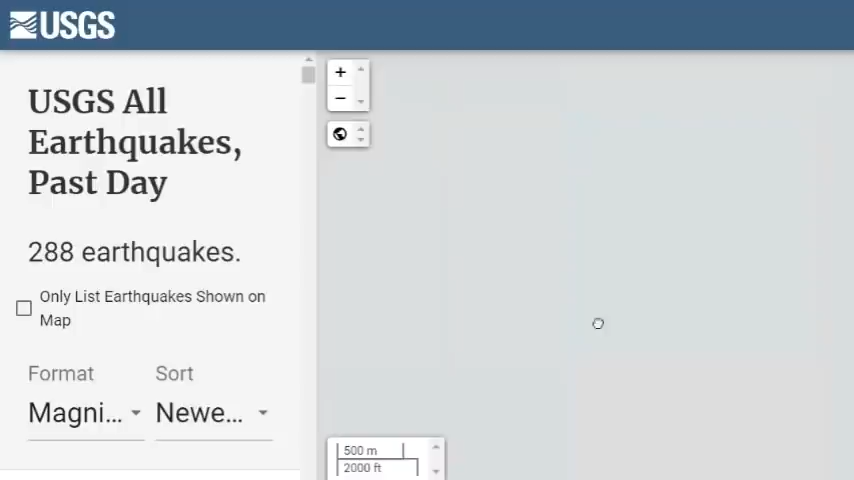 USGS
USGS All
Earthquakes,
Past Day
288 earthquakes.
Only List Earthquakes Shown on
Map
Format Sort
Magni... Newe...
+
−
500 m
2000 ft